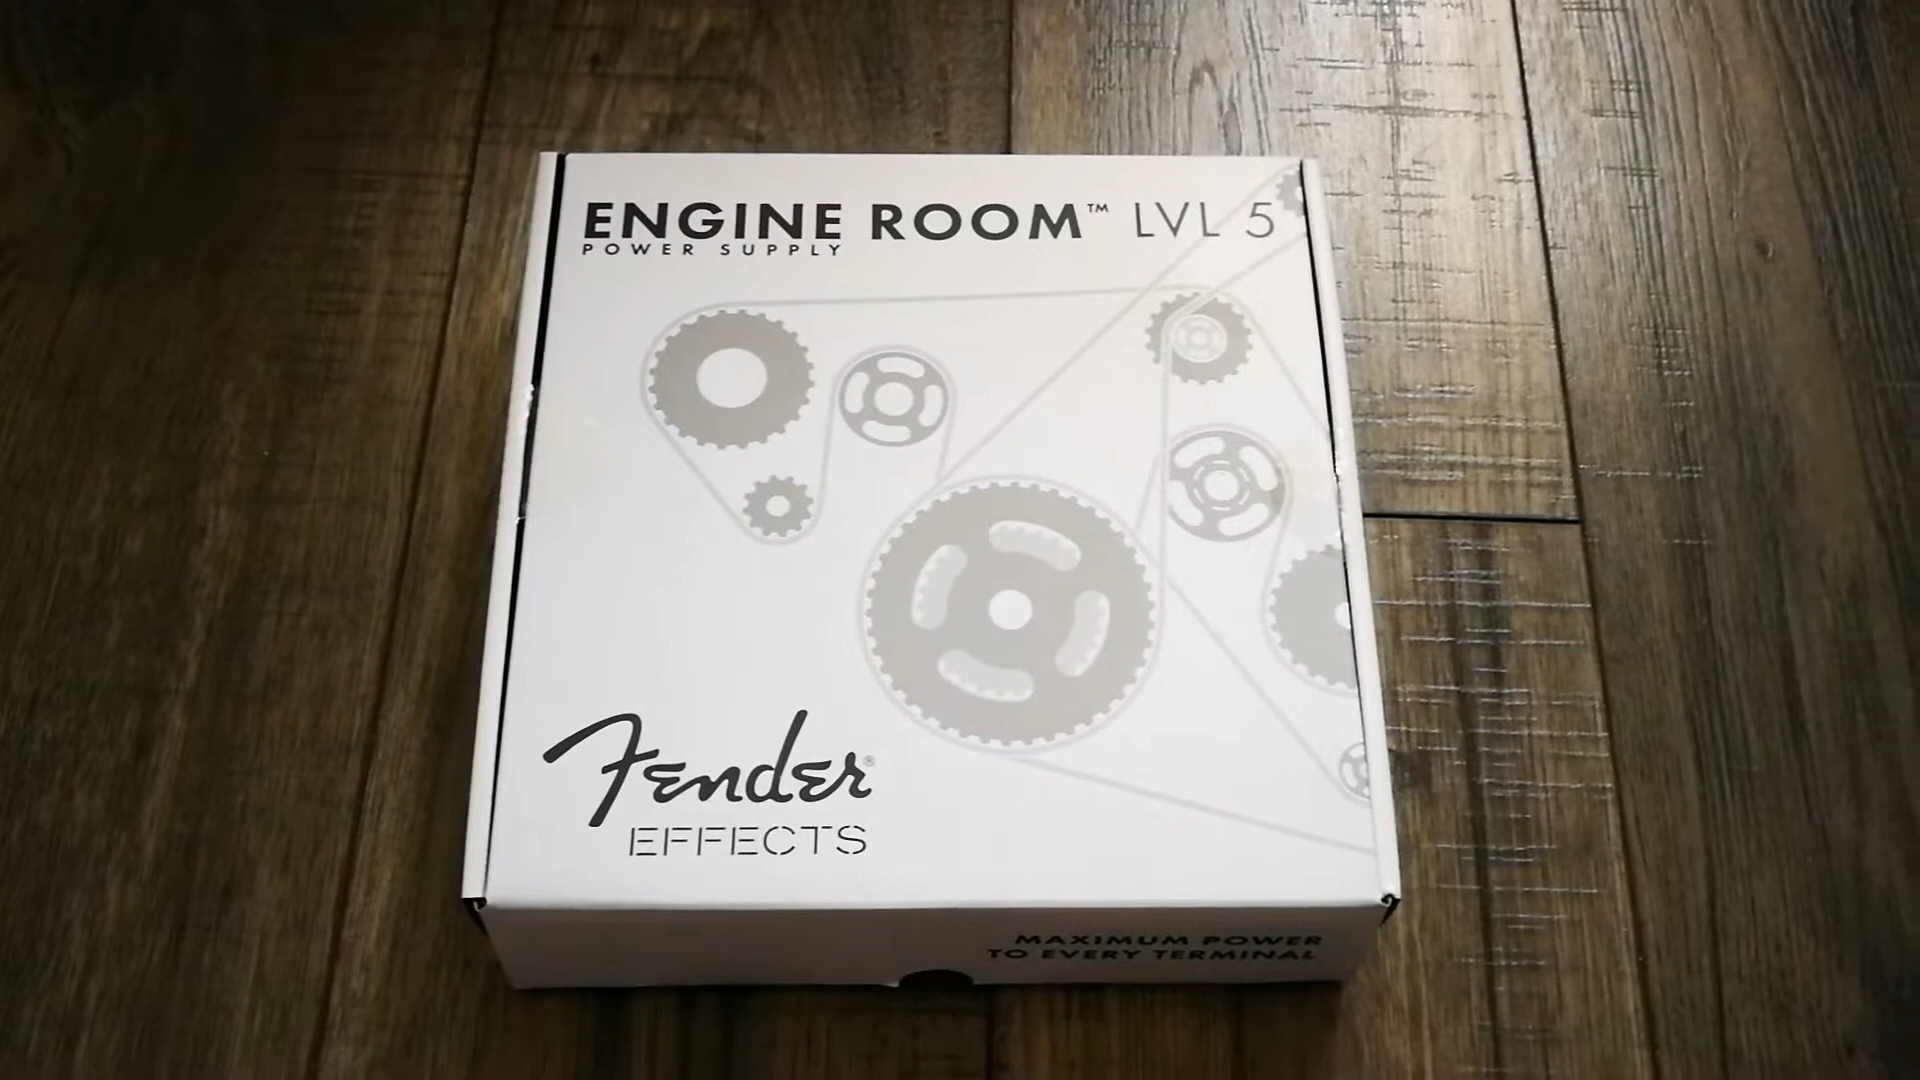 ENGINE ROOM™ LVL 5
POWER SUPPLY
Fender®
EFFECTS
MAXIMUM POWER
TO EVERY TERMINAL